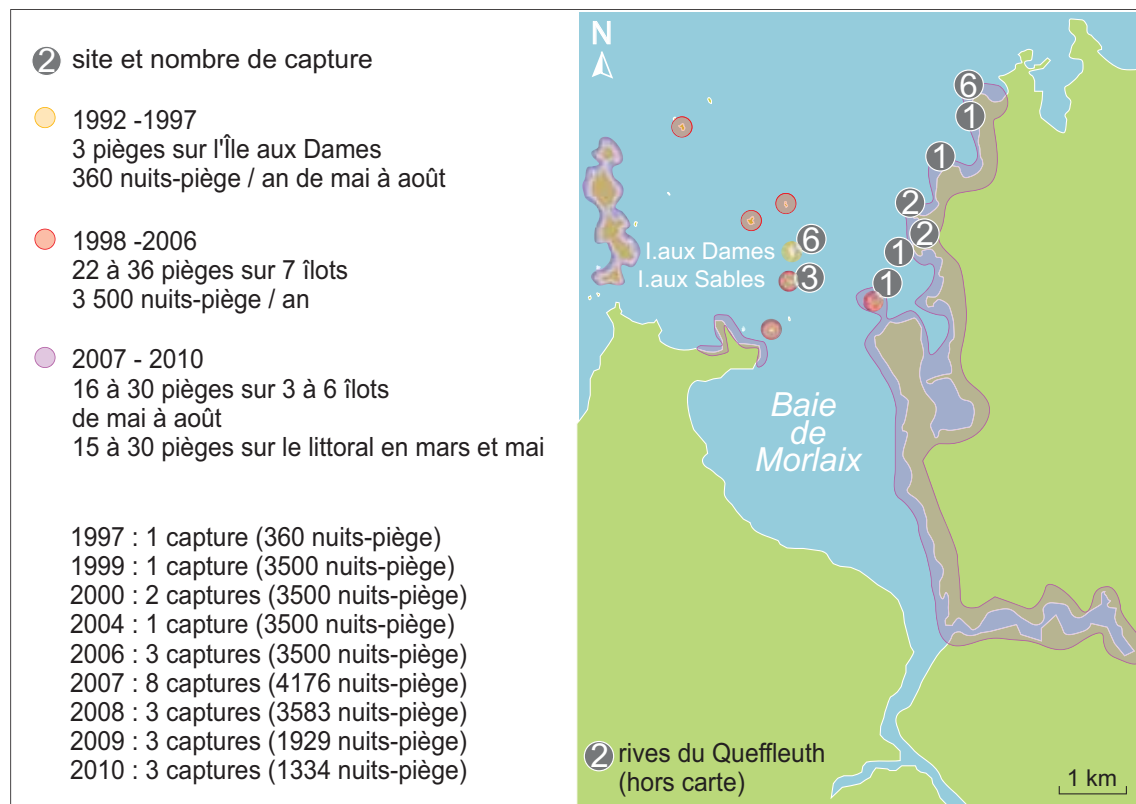 2 site et nombre de capture
1992 -1997
3 pièges sur l'Île aux Dames
360 nuits-piège / an de mai à août
1998 -2006
22 à 36 pièges sur 7 îlots
3 500 nuits-piège / an
2007 - 2010
16 à 30 pièges sur 3 à 6 îlots
de mai à août
15 à 30 pièges sur le littoral en mars et mai
1997 : 1 capture (360 nuits-piège)
1999 : 1 capture (3500 nuits-piège)
2000 : 2 captures (3500 nuits-piège)
2004 : 1 capture (3500 nuits-piège)
2006 : 3 captures (3500 nuits-piège)
2007 : 8 captures (4176 nuits-piège)
2008 : 3 captures (3583 nuits-piège)
2009 : 3 captures (1929 nuits-piège)
2010 : 3 captures (1334 nuits-piège)
N
6
1
1
2
2
1
I.aux Dames 6
I.aux Sables 3
1
Baie
de
Morlaix
2 rives du Queffleuth
(hors carte)
1 km